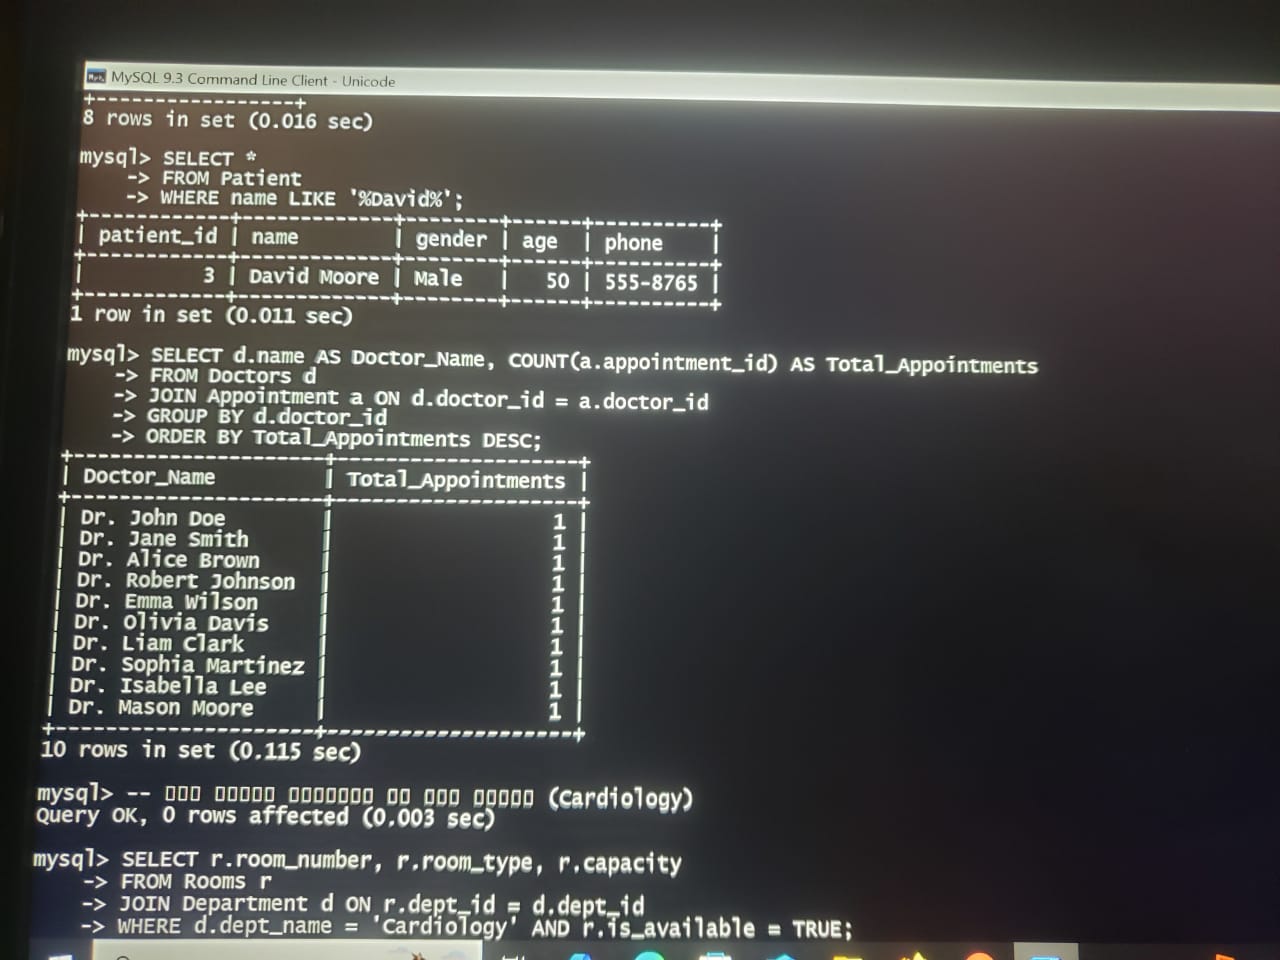 MySQL 9.3 Command Line Client - Unicode
+-----------------+
8 rows in set (0.016 sec)
mysql> SELECT *
-> FROM Patient
-> WHERE name LIKE '%David%';
| patient_id | name | gender | age | phone |
| 3 | David Moore | Male | 50 | 555-8765 |
1 row in set (0.011 sec)
mysql> SELECT d.name AS Doctor_Name, COUNT(a.appointment_id) AS Total_Appointments
-> FROM Doctors d
-> JOIN Appointment a ON d.doctor_id = a.doctor_id
-> GROUP BY d.doctor_id
-> ORDER BY Total_Appointments DESC;
| Doctor_Name | Total_Appointments |
| Dr. John Doe | 1 |
| Dr. Jane Smith | 1 |
| Dr. Alice Brown | 1 |
| Dr. Robert Johnson | 1 |
| Dr. Emma Wilson | 1 |
| Dr. Olivia Davis | 1 |
| Dr. Liam Clark | 1 |
| Dr. Sophia Martinez | 1 |
| Dr. Isabella Lee | 1 |
| Dr. Mason Moore | 1 |
10 rows in set (0.115 sec)
mysql> -- (Cardiology)
Query OK, 0 rows affected (0.003 sec)
mysql> SELECT r.room_number, r.room_type, r.capacity
-> FROM Rooms r
-> JOIN Department d ON r.dept_id = d.dept_id
-> WHERE d.dept_name = 'Cardiology' AND r.is_available = TRUE;